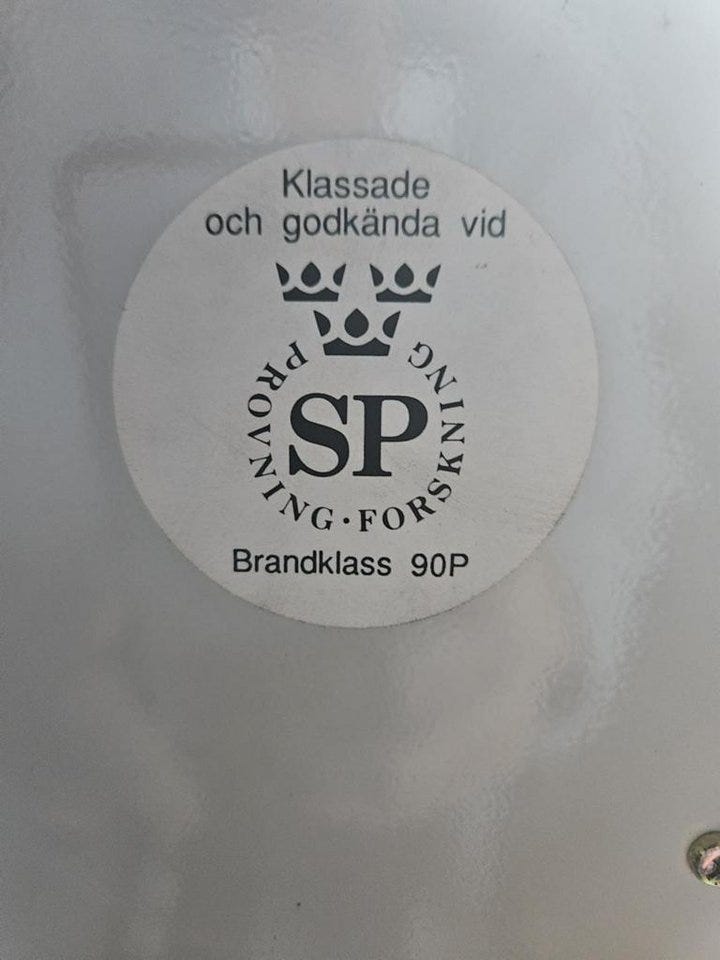 Klassade
och godkända vid
PROVNING · FORSKNING
SP
Brandklass 90P